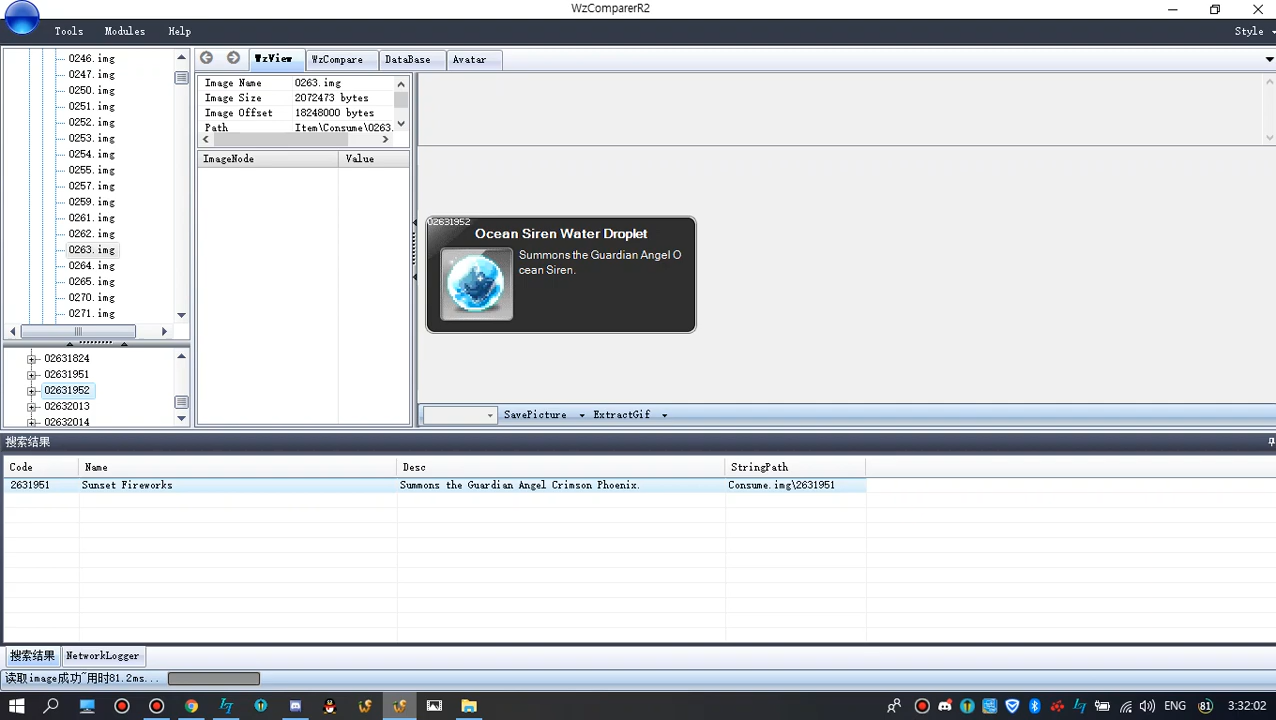 WzComparerR2
Tools Modules Help Style
0246.img
0247.img
0250.img
0251.img
0252.img
0253.img
0254.img
0255.img
0257.img
0259.img
0261.img
0262.img
0263.img
0264.img
0265.img
0270.img
0271.img
02631824
02631951
02631952
02632013
02632014
WzView WzCompare DataBase Avatar
Image Name 0263.img
Image Size 2072473 bytes
Image Offset 18248000 bytes
Path Item\Consume\0263.
ImageNode Value
02631952
Ocean Siren Water Droplet
Summons the Guardian Angel O
cean Siren.
SavePicture ExtractGif
搜索结果
Code Name Desc StringPath
2631951 Sunset Fireworks Summons the Guardian Angel Crimson Phoenix. Consume.img\2631951
搜索结果 NetworkLogger
读取image成功~用时81.2ms...
ENG 81 3:32:02